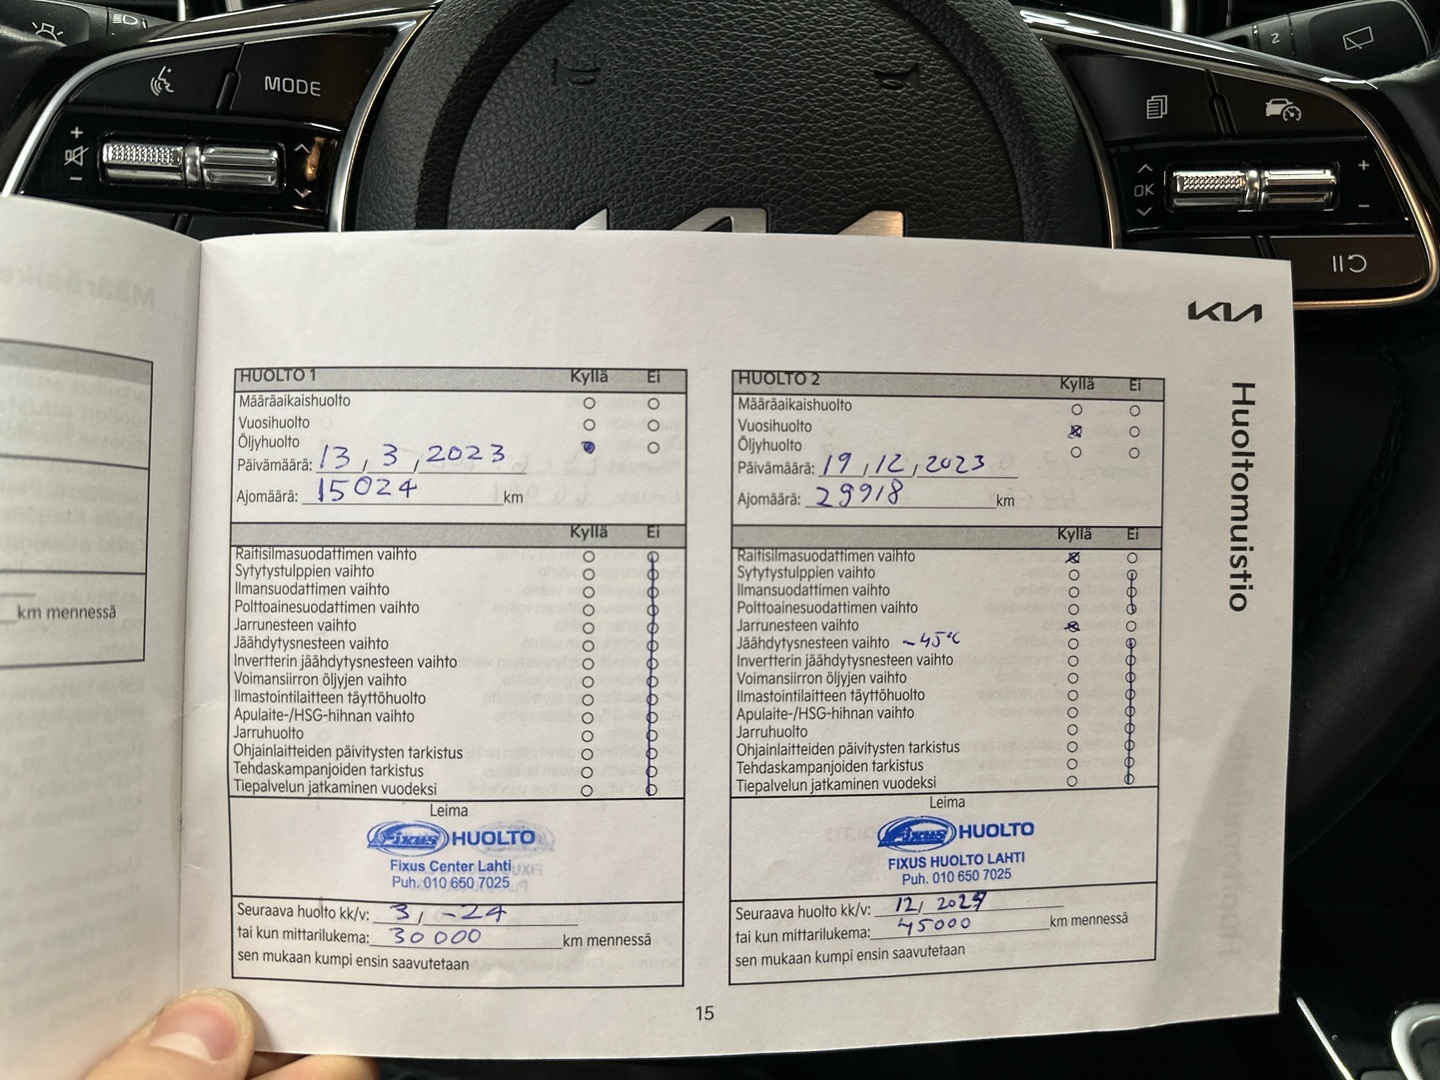 MODE
+
−
2
OK
+
−
KIA
KIA
Huoltomuistio
km mennessä
HUOLTO 1 Kyllä Ei
Määräaikaishuolto
Vuosihuolto
Öljyhuolto
Päivämäärä: 13, 3, 2023
Ajomäärä: 15024 km
Kyllä Ei
Raitisilmasuodattimen vaihto
Sytytystulppien vaihto
Ilmansuodattimen vaihto
Polttoainesuodattimen vaihto
Jarrunesteen vaihto
Jäähdytysnesteen vaihto
Invertterin jäähdytysnesteen vaihto
Voimansiirron öljyjen vaihto
Ilmastointilaitteen täyttöhuolto
Apulaite-/HSG-hihnan vaihto
Jarruhuolto
Ohjainlaitteiden päivitysten tarkistus
Tehdaskampanjoiden tarkistus
Tiepalvelun jatkaminen vuodeksi
Leima
Fixus HUOLTO
Fixus Center Lahti
Puh. 010 650 7025
Seuraava huolto kk/v: 3, -24
tai kun mittarilukema: 30000 km mennessä
sen mukaan kumpi ensin saavutetaan
HUOLTO 2 Kyllä Ei
Määräaikaishuolto
Vuosihuolto
Öljyhuolto
Päivämäärä: 19, 12, 2023
Ajomäärä: 29918 km
Kyllä Ei
Raitisilmasuodattimen vaihto
Sytytystulppien vaihto
Ilmansuodattimen vaihto
Polttoainesuodattimen vaihto
Jarrunesteen vaihto
Jäähdytysnesteen vaihto -45°C
Invertterin jäähdytysnesteen vaihto
Voimansiirron öljyjen vaihto
Ilmastointilaitteen täyttöhuolto
Apulaite-/HSG-hihnan vaihto
Jarruhuolto
Ohjainlaitteiden päivitysten tarkistus
Tehdaskampanjoiden tarkistus
Tiepalvelun jatkaminen vuodeksi
Leima
Fixus HUOLTO
FIXUS HUOLTO LAHTI
Puh. 010 650 7025
Seuraava huolto kk/v: 12,
tai kun mittarilukema: 45000 km mennessä
sen mukaan kumpi ensin saavutetaan
15